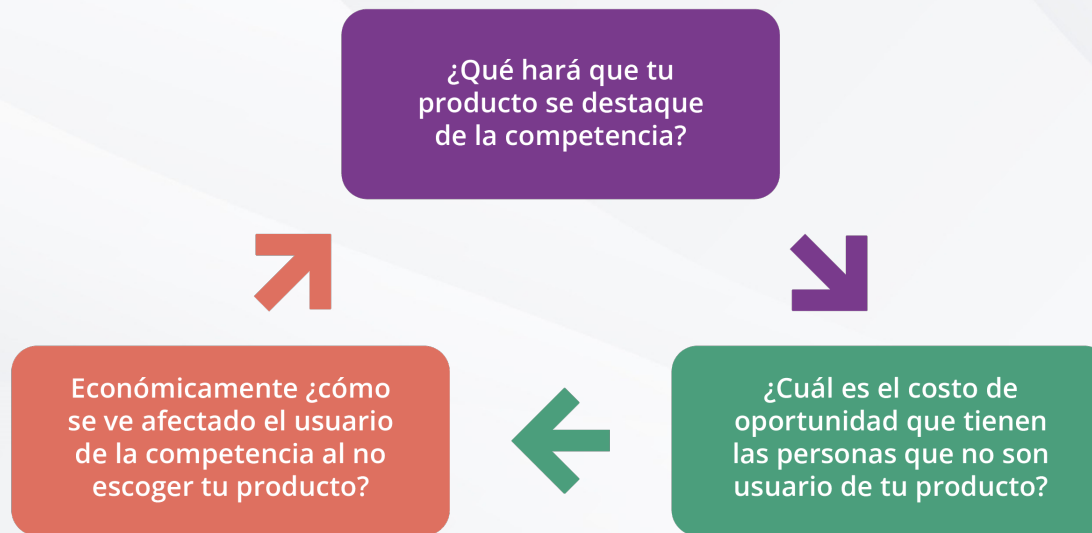 ¿Qué hará que tu
producto se destaque
de la competencia?
Económicamente ¿cómo
se ve afectado el usuario
de la competencia al no
escoger tu producto?
¿Cuál es el costo de
oportunidad que tienen
las personas que no son
usuario de tu producto?